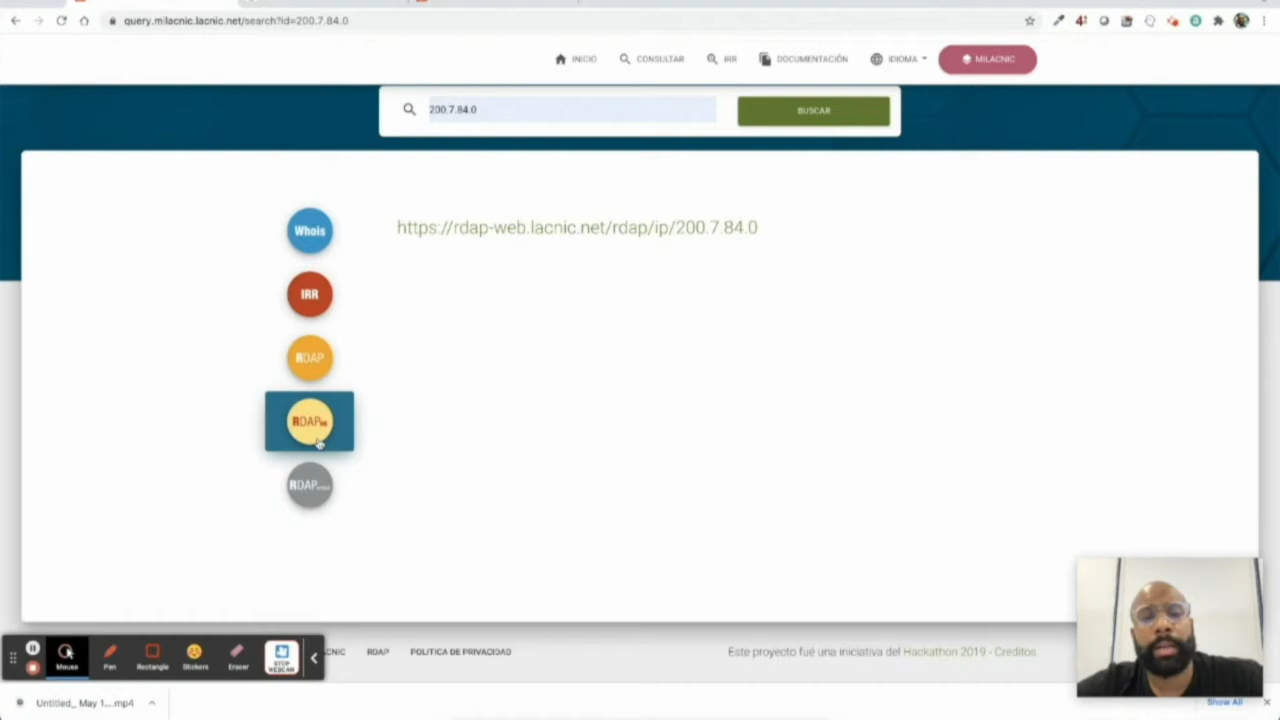 query.milacnic.lacnic.net/search?id=200.7.84.0
INICIO
CONSULTAR
IRR
DOCUMENTACIÓN
IDIOMA
MILACNIC
200.7.84.0
BUSCAR
Whois
https://rdap-web.lacnic.net/rdap/ip/200.7.84.0
IRR
RDAP
RDAP
RDAP
CNIC
RDAP
POLITICA DE PRIVACIDAD
Este proyecto fué una iniciativa del Hackathon 2019 - Creditos
Mouse
Pen
Rectangle
Stickers
Eraser
STOP
WEBCAM
Untitled_ May 1....mp4
Show All